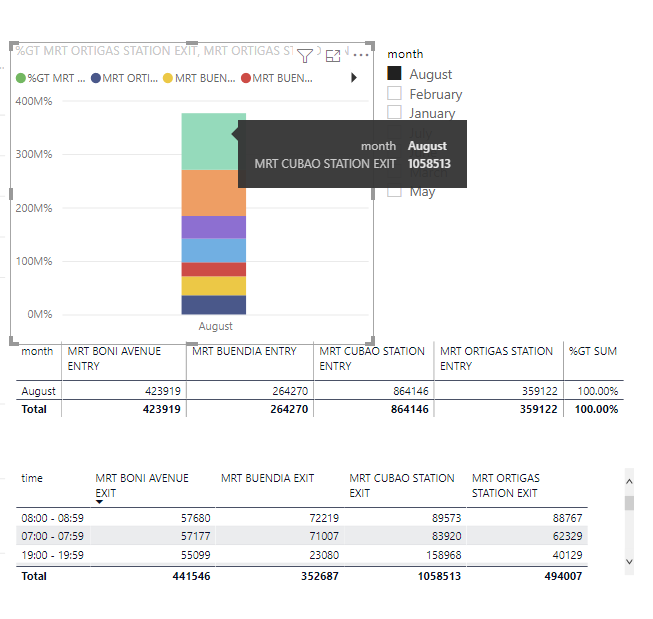 %GT MRT ORTIGAS STATION EXIT, MRT ORTIGAS ST
%GT MRT ... MRT ORTI... MRT BUEN... MRT BUEN...
400M%
300M%
200M%
100M%
0M%
August
month August
MRT CUBAO STATION EXIT 1058513
month
August
February
January
July
March
May
month MRT BONI AVENUE ENTRY MRT BUENDIA ENTRY MRT CUBAO STATION ENTRY MRT ORTIGAS STATION ENTRY %GT SUM
August 423919 264270 864146 359122 100.00%
Total 423919 264270 864146 359122 100.00%
time MRT BONI AVENUE EXIT MRT BUENDIA EXIT MRT CUBAO STATION EXIT MRT ORTIGAS STATION EXIT
08:00 - 08:59 57680 72219 89573 88767
07:00 - 07:59 57177 71007 83920 62329
19:00 - 19:59 55099 23080 158968 40129
Total 441546 352687 1058513 494007